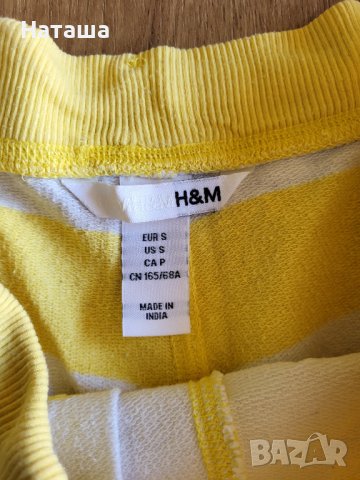 Наташа
H&M
EUR S
US S
CA P
CN 165/68A
MADE IN
INDIA
BAZAR